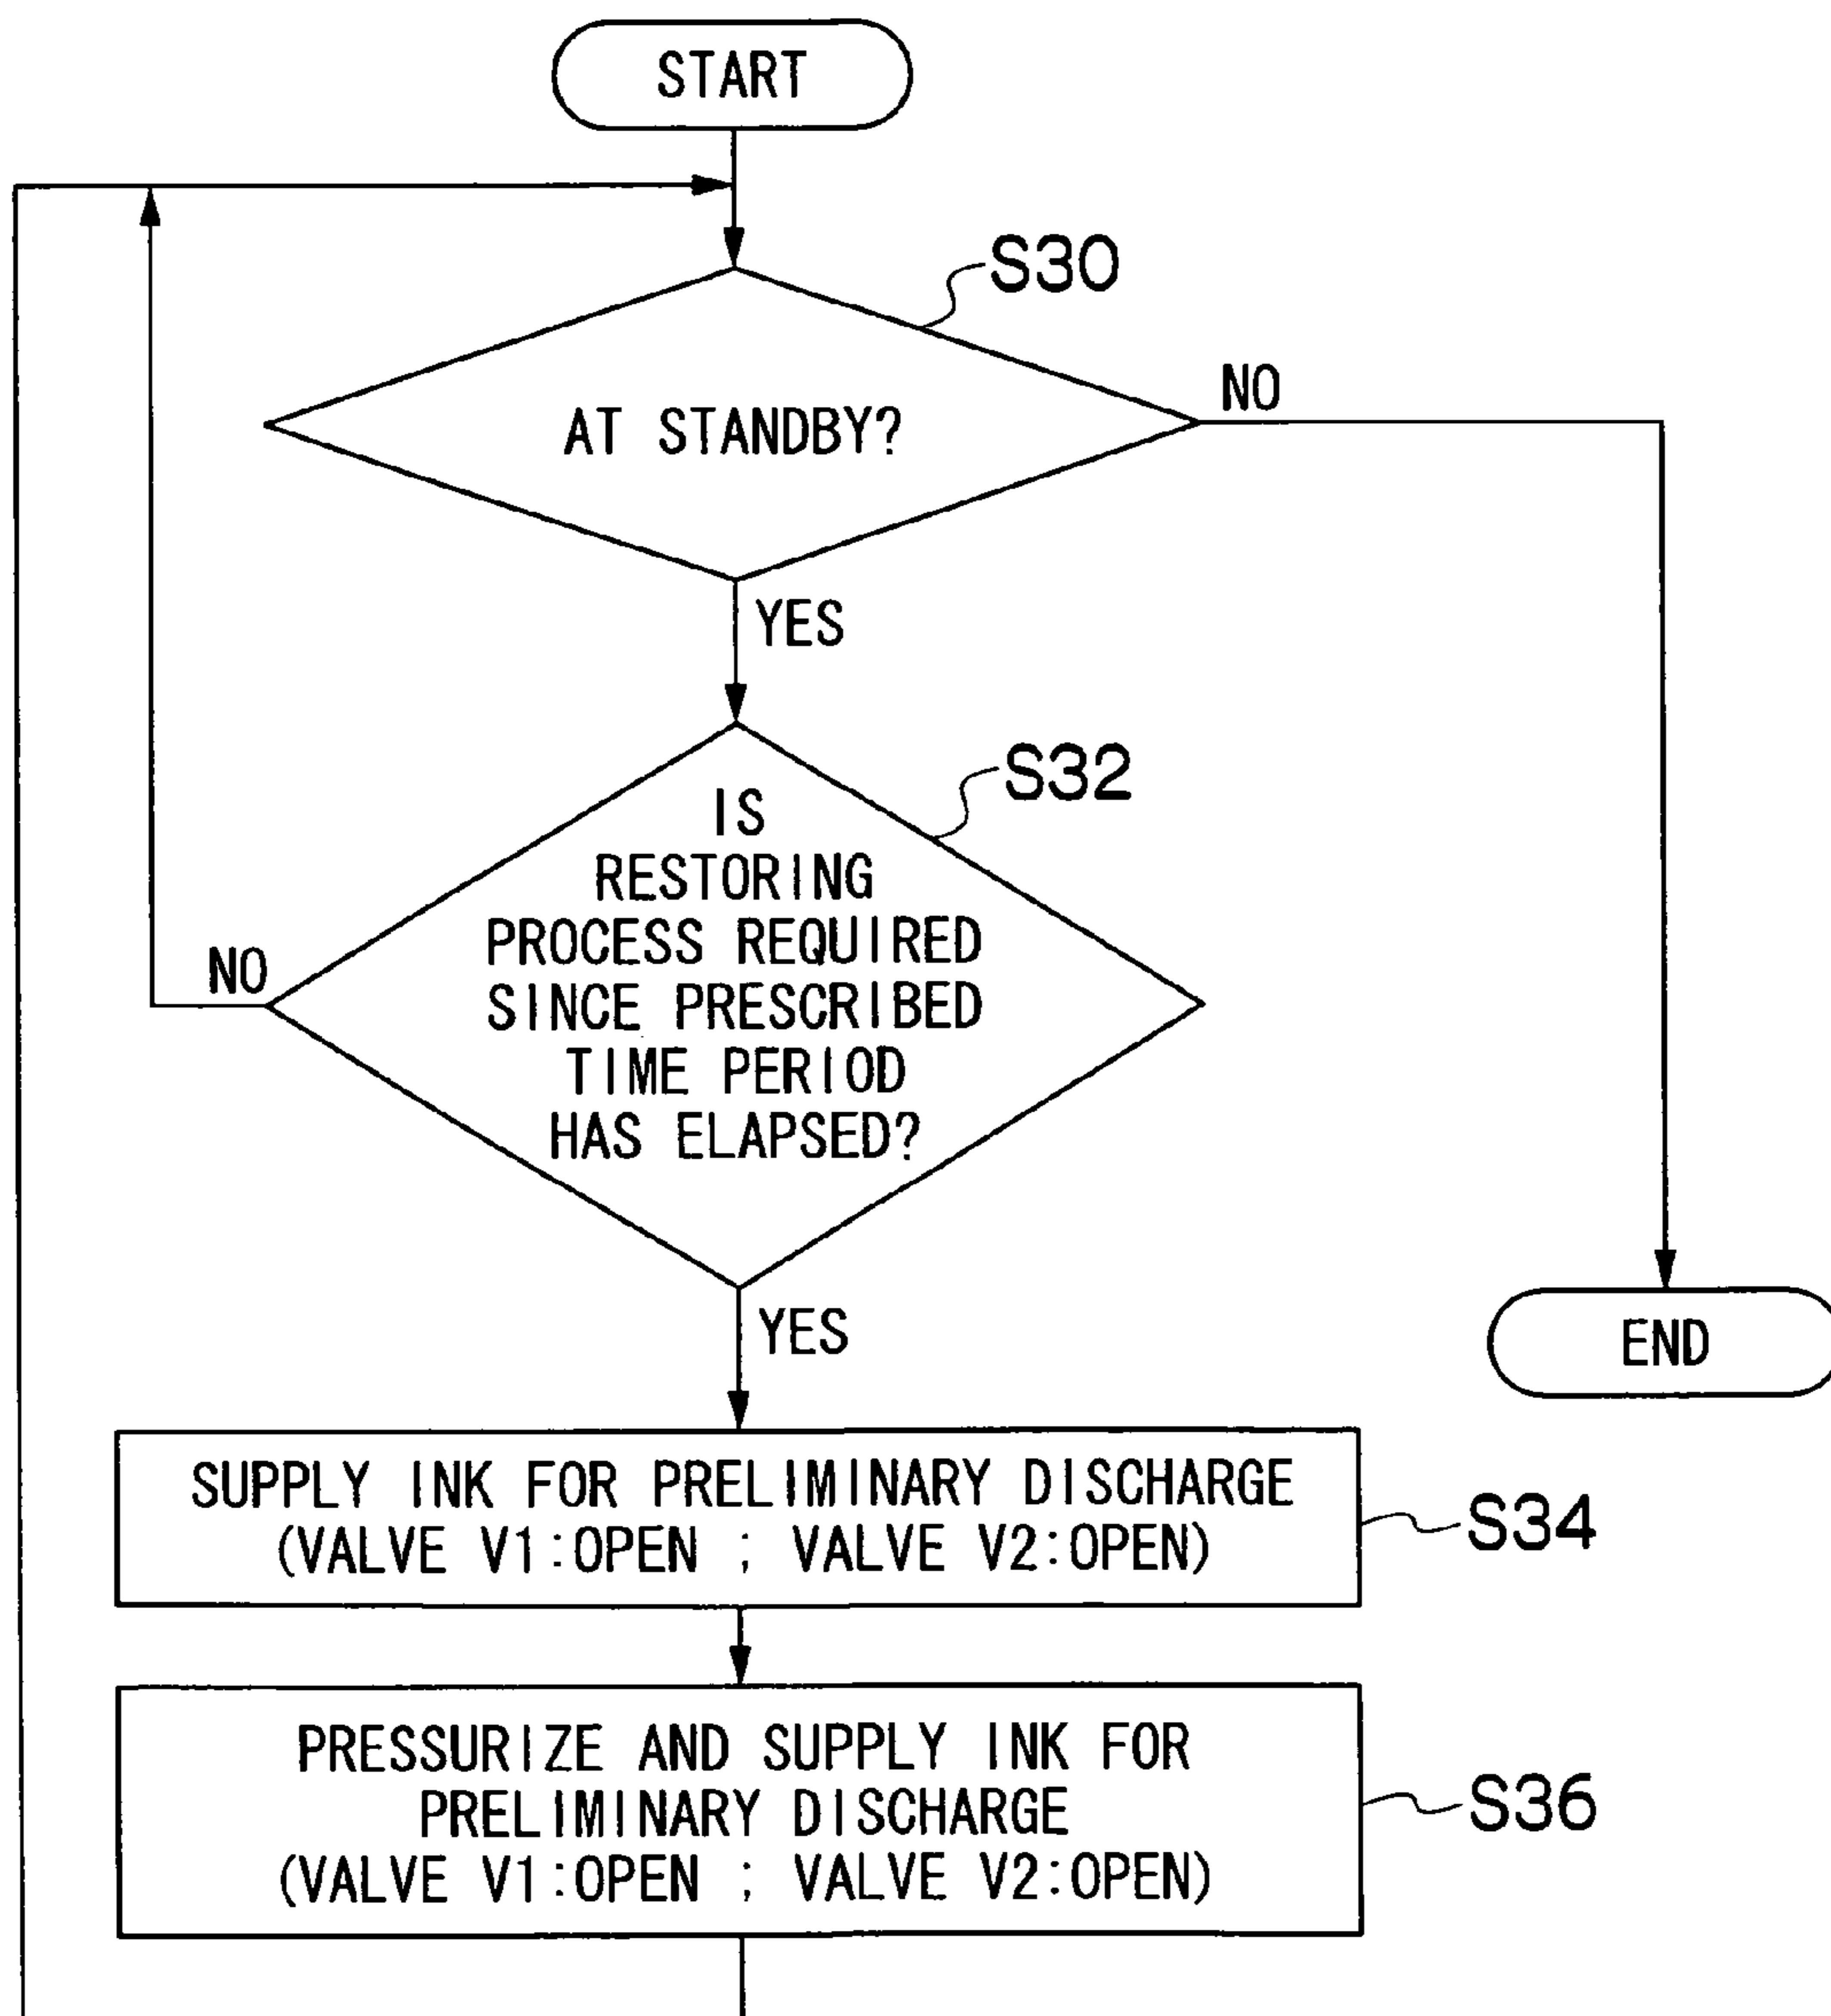 START
S30
AT STANDBY?
NO
YES
S32
IS
RESTORING
PROCESS REQUIRED
SINCE PRESCRIBED
TIME PERIOD
HAS ELAPSED?
NO
YES
END
SUPPLY INK FOR PRELIMINARY DISCHARGE
(VALVE V1:OPEN ; VALVE V2:OPEN)
S34
PRESSURIZE AND SUPPLY INK FOR
PRELIMINARY DISCHARGE
(VALVE V1:OPEN ; VALVE V2:OPEN)
S36